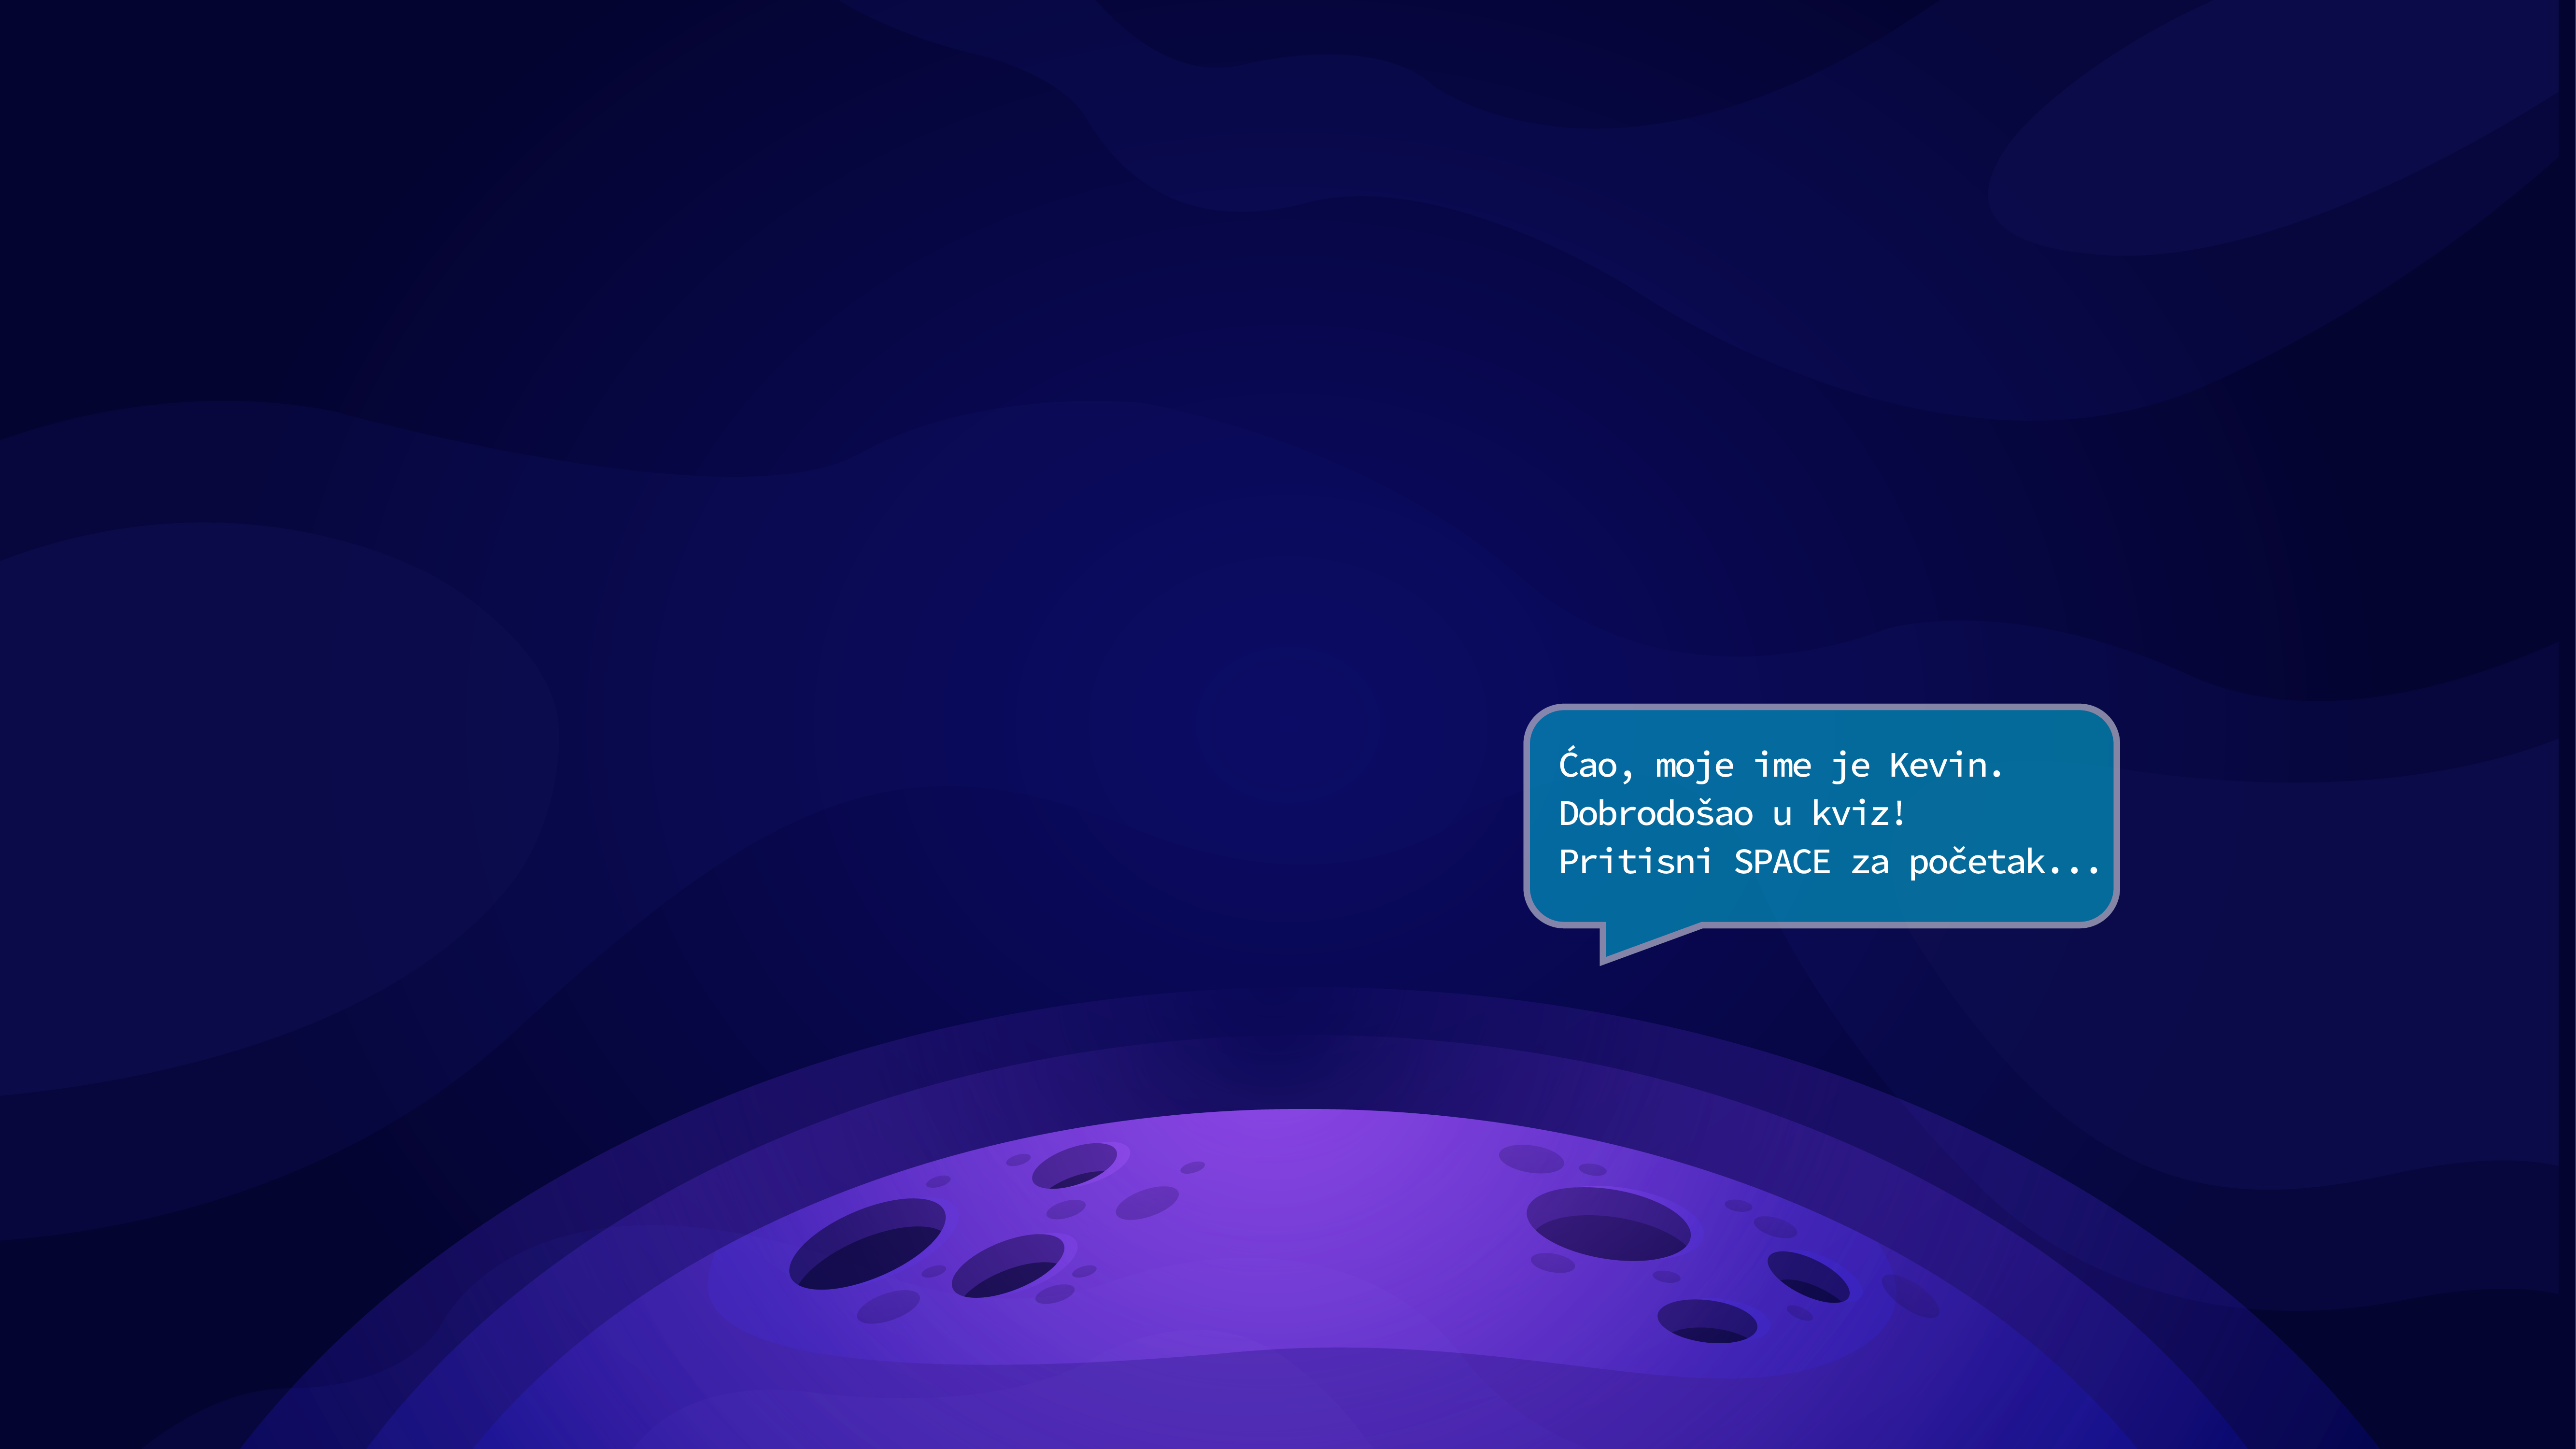 Ćao, moje ime je Kevin.
Dobrodošao u kviz!
Pritisni SPACE za početak...